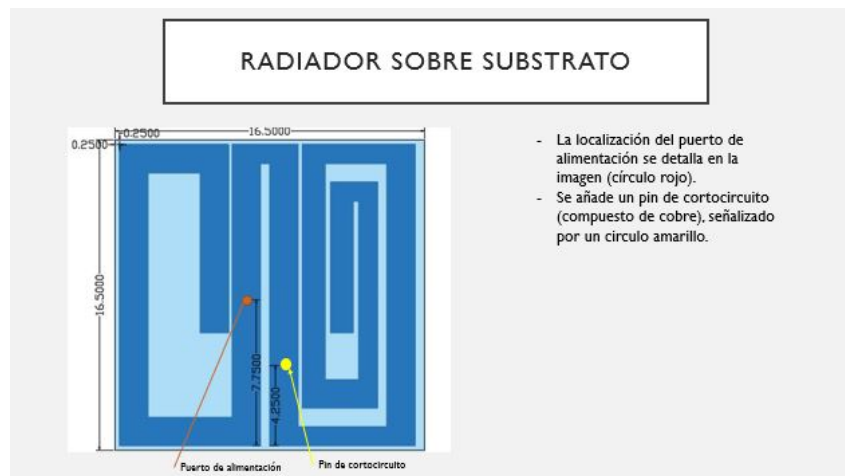 RADIADOR SOBRE SUBSTRATO
0.2500
16.5000
0.2500
16.5000
7.7500
4.2500
Puerto de alimentación
Pin de cortocircuito
- La localización del puerto de
alimentación se detalla en la
imagen (círculo rojo).
- Se añade un pin de cortocircuito
(compuesto de cobre), señalizado
por un circulo amarillo.